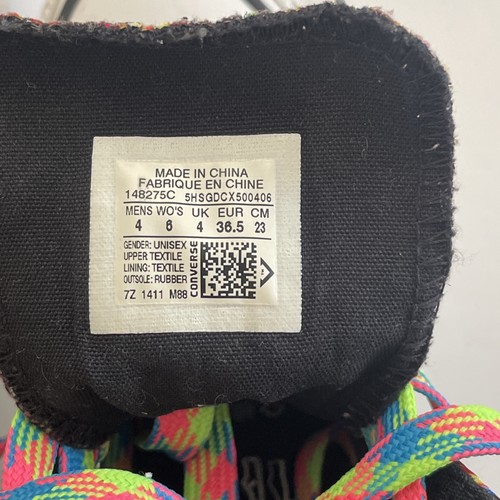 MADE IN CHINA
FABRIQUE EN CHINE
148275C 5HSGDCX500406
MENS WO'S UK EUR CM
4 6 4 36.5 23
GENDER: UNISEX
UPPER TEXTILE
LINING: TEXTILE
OUTSOLE: RUBBER
7Z 1411 M88
CONVERSE